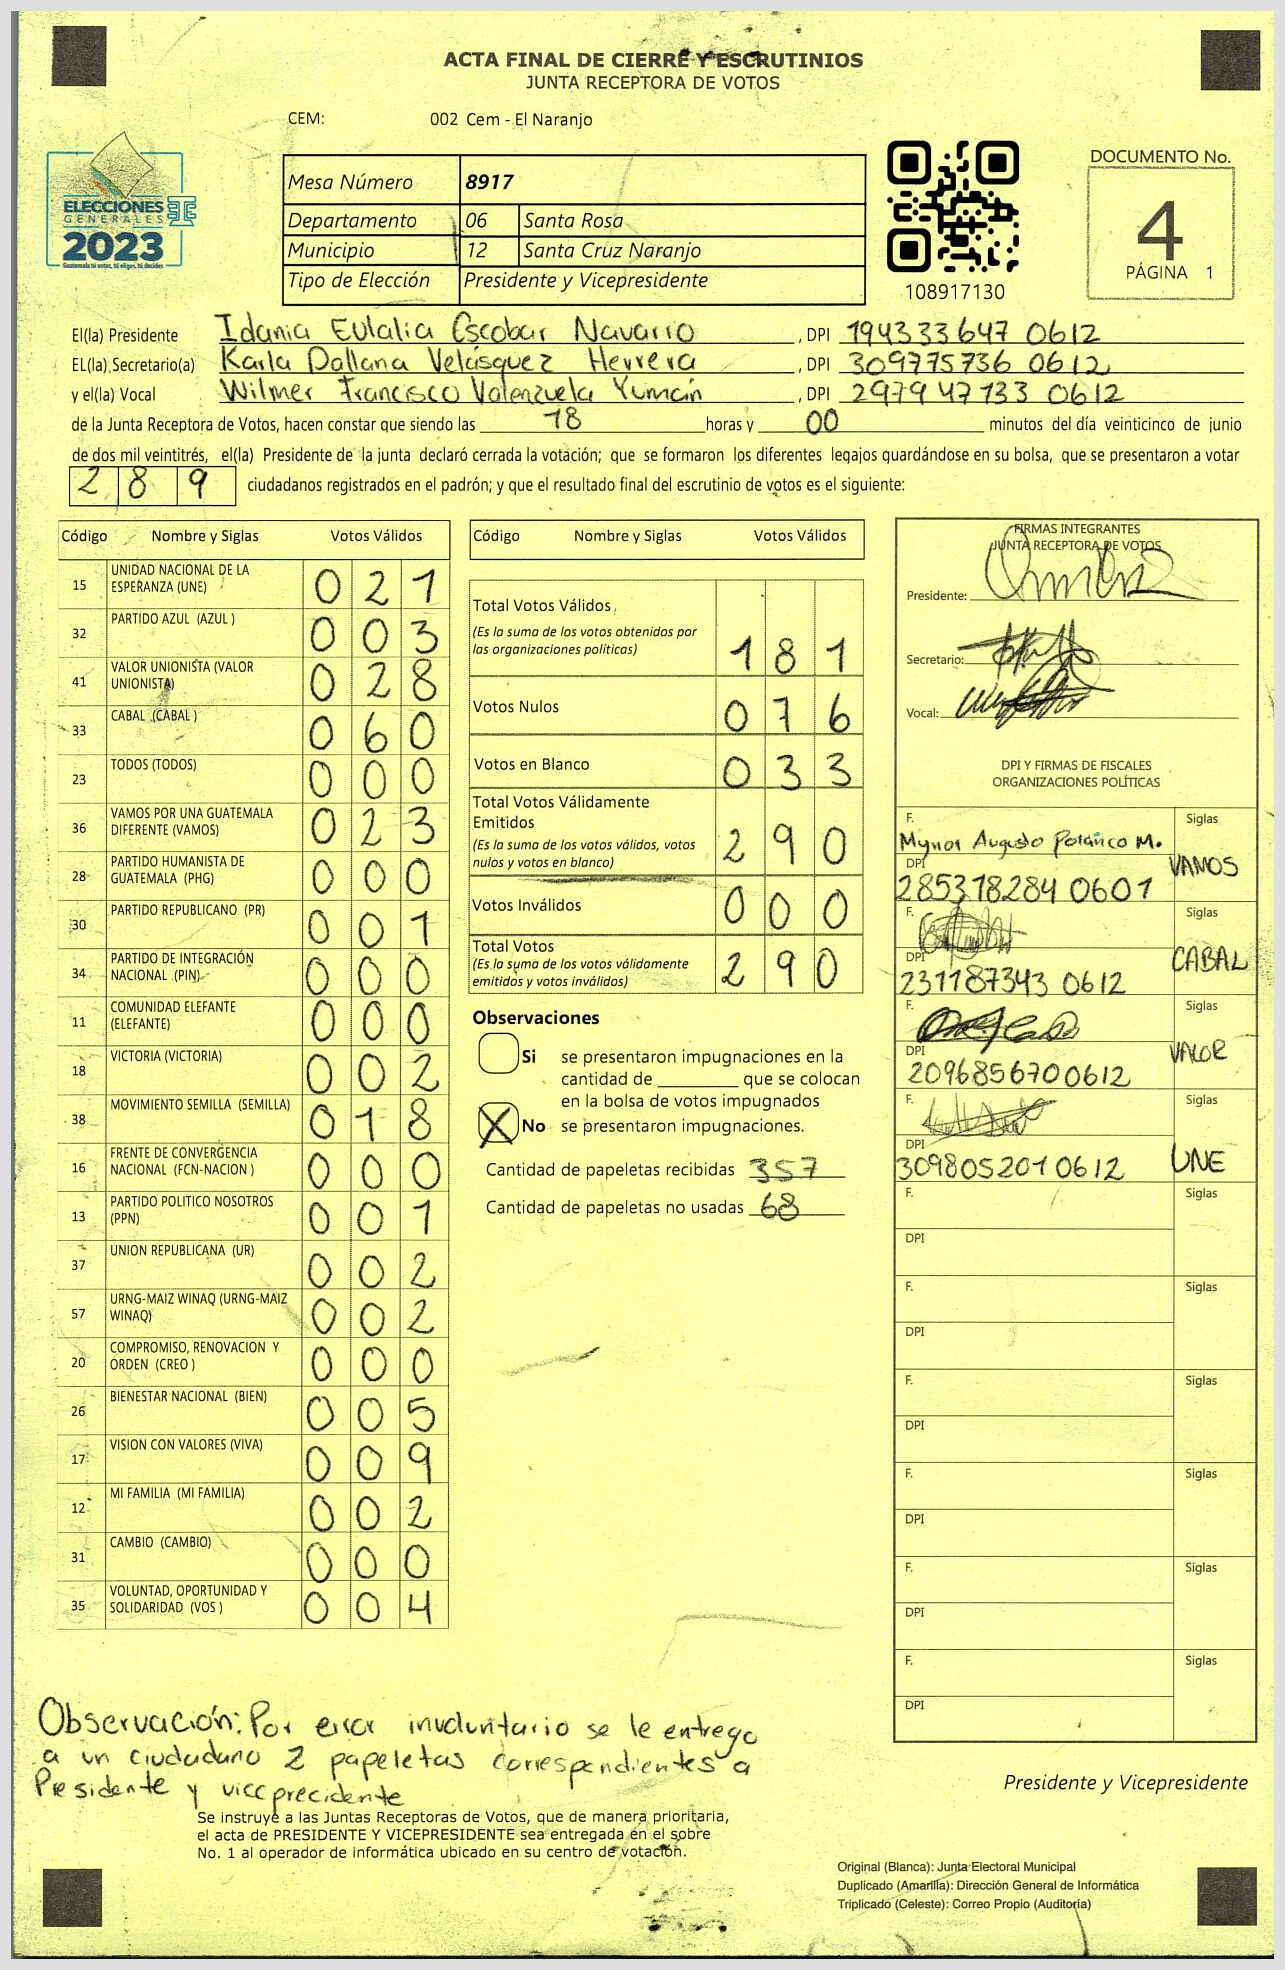 ACTA FINAL DE CIERRE Y ESCRUTINIOS
JUNTA RECEPTORA DE VOTOS
CEM: 002 Cem - El Naranjo
ELECCIONES
GENERALES
2023
Guatemala tú votas, tú eliges, tú decides
Mesa Número 8917
Departamento 06 Santa Rosa
Municipio 12 Santa Cruz Naranjo
Tipo de Elección Presidente y Vicepresidente
108917130
DOCUMENTO No.
4
PÁGINA 1
El(la) Presidente Idania Eulalia Escobar Navarro, DPI 194333647 0612
EL(la) Secretario(a) Karla Dallana Velásquez Herrera, DPI 309775736 0612
y el(la) Vocal Wilmer Francisco Valenzuela Yumán, DPI 297947133 0612
de la Junta Receptora de Votos, hacen constar que siendo las 18 horas y 00 minutos del día veinticinco de junio
de dos mil veintitrés, el(la) Presidente de la junta declaró cerrada la votación; que se formaron los diferentes legajos guardándose en su bolsa, que se presentaron a votar
2 8 9 ciudadanos registrados en el padrón; y que el resultado final del escrutinio de votos es el siguiente:
Código Nombre y Siglas Votos Válidos
15 UNIDAD NACIONAL DE LA ESPERANZA (UNE) 0 2 1
32 PARTIDO AZUL (AZUL ) 0 0 3
41 VALOR UNIONISTA (VALOR UNIONISTA) 0 2 8
33 CABAL (CABAL ) 0 6 0
23 TODOS (TODOS) 0 0 0
36 VAMOS POR UNA GUATEMALA DIFERENTE (VAMOS) 0 2 3
28 PARTIDO HUMANISTA DE GUATEMALA (PHG) 0 0 0
30 PARTIDO REPUBLICANO (PR) 0 0 1
34 PARTIDO DE INTEGRACIÓN NACIONAL (PIN) 0 0 0
11 COMUNIDAD ELEFANTE (ELEFANTE) 0 0 0
18 VICTORIA (VICTORIA) 0 0 2
38 MOVIMIENTO SEMILLA (SEMILLA) 0 1 8
16 FRENTE DE CONVERGENCIA NACIONAL (FCN-NACION ) 0 0 0
13 PARTIDO POLITICO NOSOTROS (PPN) 0 0 1
37 UNION REPUBLICANA (UR) 0 0 2
57 URNG-MAIZ WINAQ (URNG-MAIZ WINAQ) 0 0 2
20 COMPROMISO, RENOVACION Y ORDEN (CREO ) 0 0 0
26 BIENESTAR NACIONAL (BIEN) 0 0 5
17 VISION CON VALORES (VIVA) 0 0 9
12 MI FAMILIA (MI FAMILIA) 0 0 2
31 CAMBIO (CAMBIO) 0 0 0
35 VOLUNTAD, OPORTUNIDAD Y SOLIDARIDAD (VOS ) 0 0 4
Código Nombre y Siglas Votos Válidos
Total Votos Válidos 1 8 1
(Es la suma de los votos obtenidos por
las organizaciones políticas)
Votos Nulos 0 7 6
Votos en Blanco 0 3 3
Total Votos Válidamente
Emitidos 2 9 0
(Es la suma de los votos válidos, votos
nulos y votos en blanco)
Votos Inválidos 0 0 0
Total Votos 2 9 0
(Es la suma de los votos válidamente
emitidos y votos inválidos)
Observaciones
Si se presentaron impugnaciones en la
cantidad de ________ que se colocan
en la bolsa de votos impugnados
X No se presentaron impugnaciones.
Cantidad de papeletas recibidas 357
Cantidad de papeletas no usadas 68
FIRMAS INTEGRANTES
JUNTA RECEPTORA DE VOTOS
Presidente:
Secretario:
Vocal:
DPI Y FIRMAS DE FISCALES
ORGANIZACIONES POLÍTICAS
F. Siglas
Mynor Augusto Polanco M. VAMOS
DPI
285318284 0601
F. Siglas
CABAL
DPI
231187343 0612
F. Siglas
VALOR
DPI
209685670 0612
F. Siglas
UNE
DPI
309805201 0612
F. Siglas
DPI
F. Siglas
DPI
F. Siglas
DPI
F. Siglas
DPI
F. Siglas
DPI
F. Siglas
DPI
Observación: Por error involuntario se le entrego
a un ciudadano 2 papeletas correspondientes a
Presidente y viceprecidente
Presidente y Vicepresidente
Se instruye a las Juntas Receptoras de Votos, que de manera prioritaria,
el acta de PRESIDENTE Y VICEPRESIDENTE sea entregada en el sobre
No. 1 al operador de informática ubicado en su centro de votación.
Original (Blanca): Junta Electoral Municipal
Duplicado (Amarilla): Dirección General de Informática
Triplicado (Celeste): Correo Propio (Auditoría)